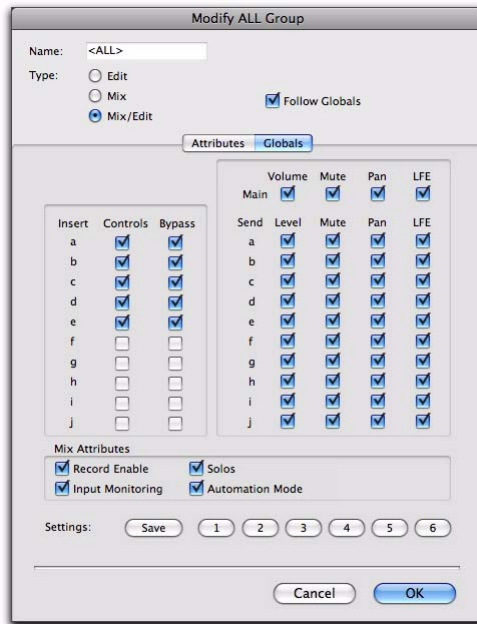 Modify ALL Group
Name: <ALL>
Type: Edit
Mix
Mix/Edit
Follow Globals
Attributes Globals
Volume Mute Pan LFE
Main
Insert Controls Bypass
a
b
c
d
e
f
g
h
i
j
Send Level Mute Pan LFE
a
b
c
d
e
f
g
h
i
j
Mix Attributes
Record Enable Solos
Input Monitoring Automation Mode
Settings: Save 1 2 3 4 5 6
Cancel OK